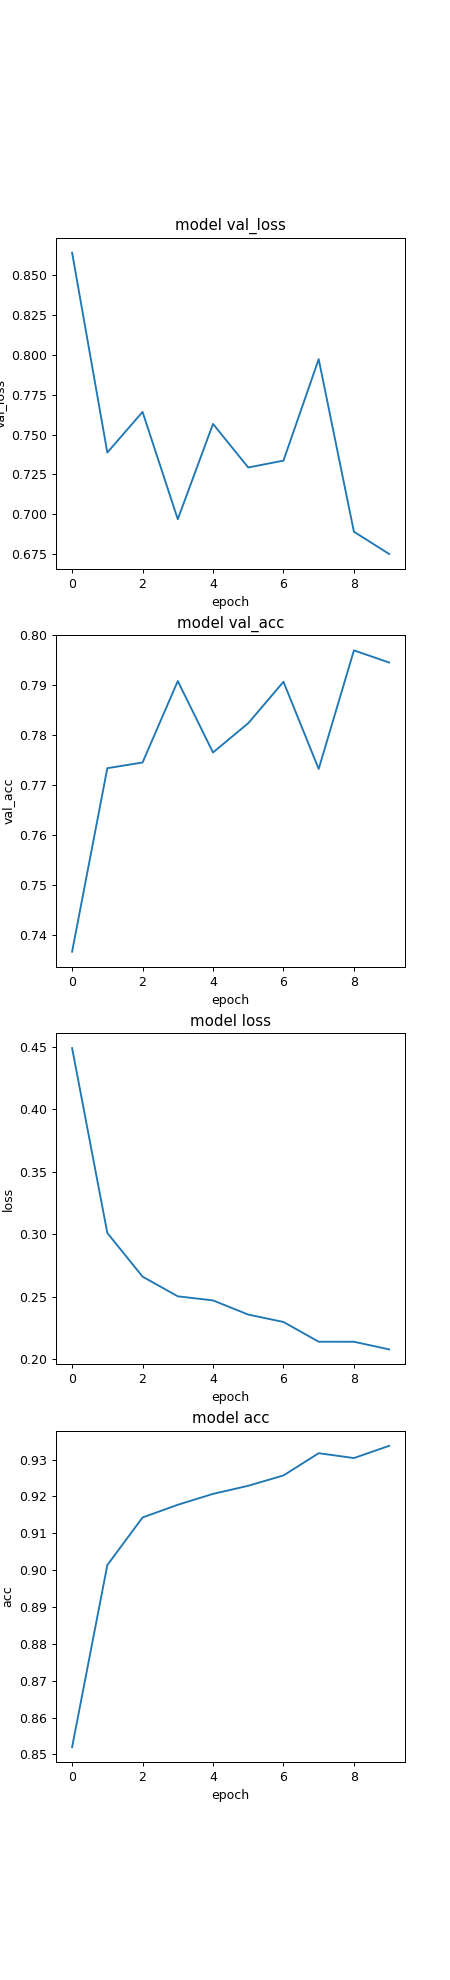 model val_loss
0.850
0.825
0.800
0.775
0.750
0.725
0.700
0.675
val_loss
0 2 4 6 8
epoch
model val_acc
0.80
0.79
0.78
0.77
0.76
0.75
0.74
val_acc
0 2 4 6 8
epoch
model loss
0.45
0.40
0.35
0.30
0.25
0.20
loss
0 2 4 6 8
epoch
model acc
0.93
0.92
0.91
0.90
0.89
0.88
0.87
0.86
0.85
acc
0 2 4 6 8
epoch